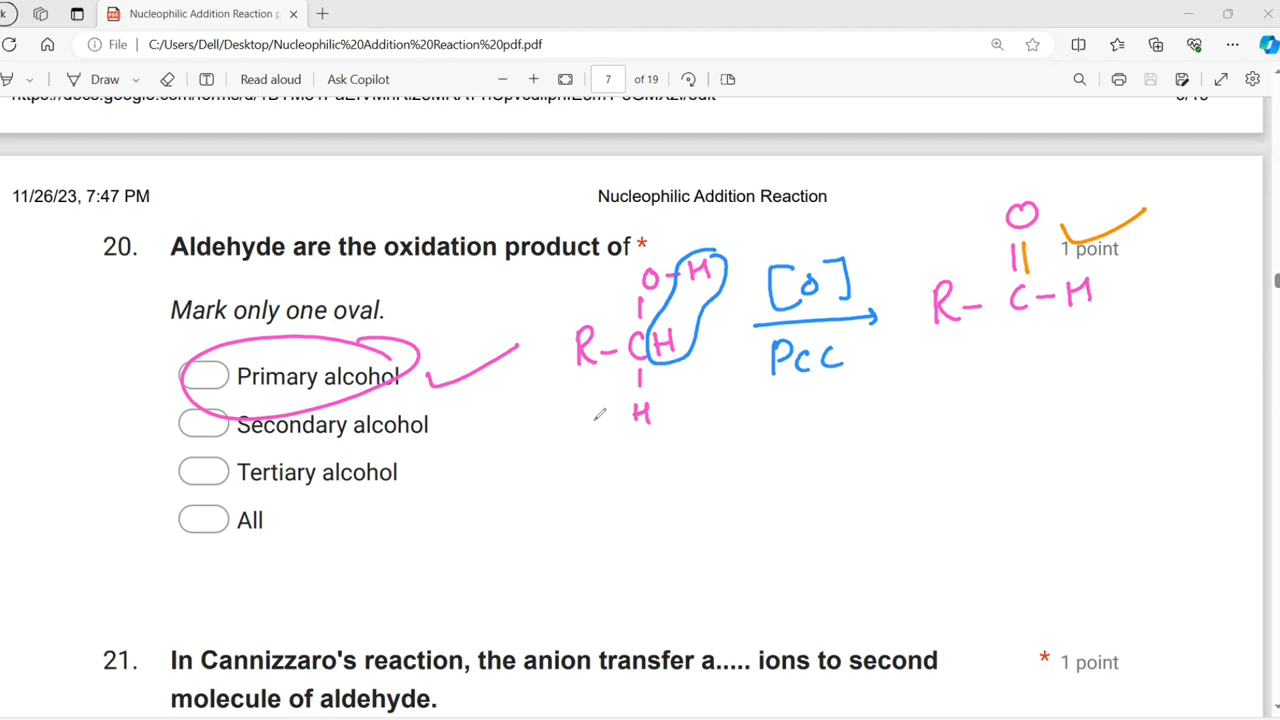 Nucleophilic Addition Reaction p
File
C:/Users/Dell/Desktop/Nucleophilic%20Addition%20Reaction%20pdf.pdf
Draw
Read aloud
Ask Copilot
7 of 19
11/26/23, 7:47 PM
Nucleophilic Addition Reaction
20. Aldehyde are the oxidation product of *
1 point
Mark only one oval.
Primary alcohol
Secondary alcohol
Tertiary alcohol
All
O-H
R-CH
H
[O]
PCC
O
R-C-H
21. In Cannizzaro's reaction, the anion transfer a..... ions to second
* 1 point
molecule of aldehyde.